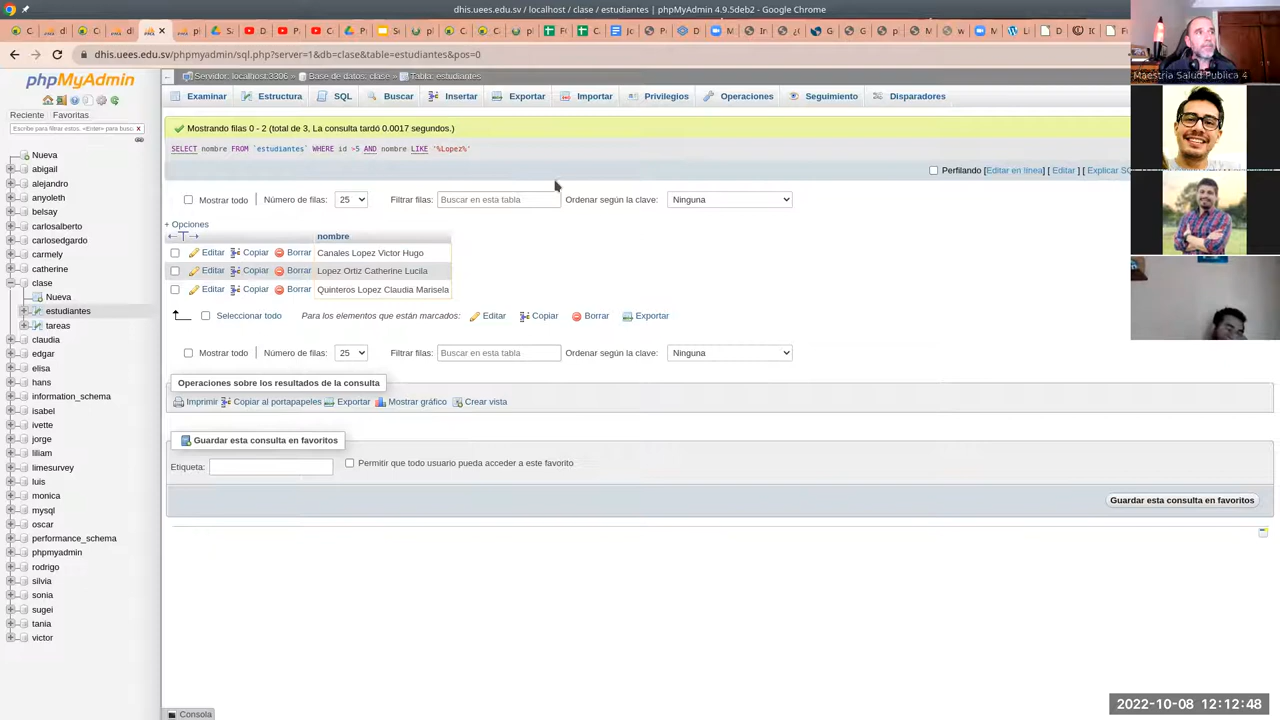 dhis.uees.edu.sv / localhost / clase / estudiantes | phpMyAdmin 4.9.5deb2 - Google Chrome
dhis.uees.edu.sv/phpmyadmin/sql.php?server=1&db=clase&table=estudiantes&pos=0
Maestria Salud Publica 4
phpMyAdmin
Servidor: localhost:3306 » Base de datos: clase » Tabla: estudiantes
Examinar Estructura SQL Buscar Insertar Exportar Importar Privilegios Operaciones Seguimiento Disparadores
Reciente Favoritas
Escribe para filtrar estos, <Enter> para busc X
Mostrando filas 0 - 2 (total de 3, La consulta tardó 0.0017 segundos.)
SELECT nombre FROM `estudiantes` WHERE id >5 AND nombre LIKE '%Lopez%'
Perfilando [Editar en línea] [ Editar ] [ Explicar
Mostrar todo | Número de filas: 25 Filtrar filas: Buscar en esta tabla Ordenar según la clave: Ninguna
+ Opciones
nombre
Editar Copiar Borrar Canales Lopez Victor Hugo
Editar Copiar Borrar Lopez Ortiz Catherine Lucila
Editar Copiar Borrar Quinteros Lopez Claudia Marisela
Seleccionar todo Para los elementos que están marcados: Editar Copiar Borrar Exportar
Mostrar todo | Número de filas: 25 Filtrar filas: Buscar en esta tabla Ordenar según la clave: Ninguna
Operaciones sobre los resultados de la consulta
Imprimir Copiar al portapapeles Exportar Mostrar gráfico Crear vista
Guardar esta consulta en favoritos
Etiqueta: Permitir que todo usuario pueda acceder a este favorito
Guardar esta consulta en favoritos
Nueva
abigail
alejandro
anyoleth
belsay
carlosalberto
carlosedgardo
carmely
catherine
clase
Nueva
estudiantes
tareas
claudia
edgar
elisa
hans
information_schema
isabel
ivette
jorge
liliam
limesurvey
luis
monica
mysql
oscar
performance_schema
phpmyadmin
rodrigo
silvia
sonia
sugei
tania
victor
Consola
2022-10-08 12:12:48